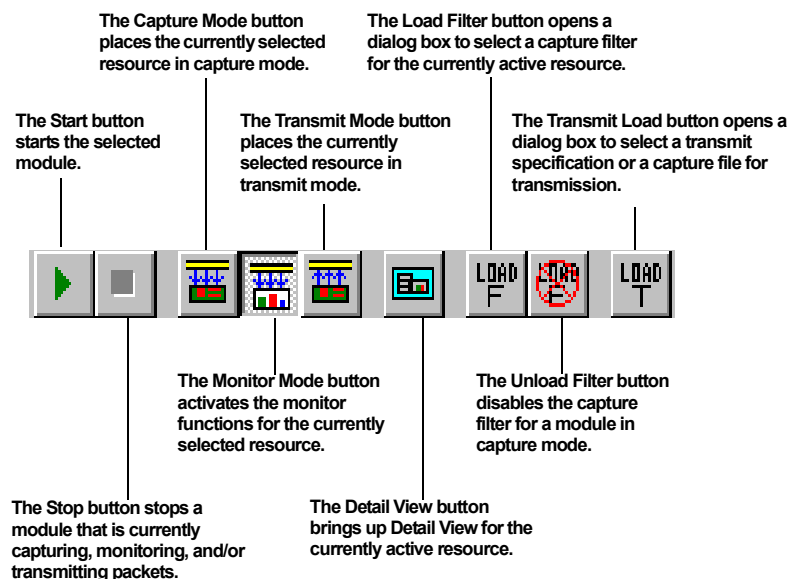 The Capture Mode button
places the currently selected
resource in capture mode.
The Load Filter button opens a
dialog box to select a capture filter
for the currently active resource.
The Start button
starts the selected
module.
The Transmit Mode button
places the currently
selected resource in
transmit mode.
The Transmit Load button opens a
dialog box to select a transmit
specification or a capture file for
transmission.
LOAD
F
LOAD
F
LOAD
T
The Monitor Mode button
activates the monitor
functions for the currently
selected resource.
The Unload Filter button
disables the capture
filter for a module in
capture mode.
The Stop button stops a
module that is currently
capturing, monitoring, and/or
transmitting packets.
The Detail View button
brings up Detail View for the
currently active resource.